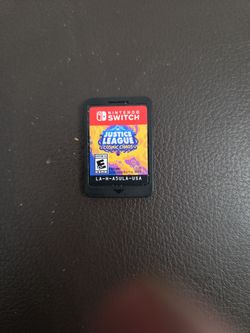 NINTENDO
SWITCH
JUSTICE
LEAGUE
COSMIC CHAOS
E
LA-H-A5ULA-USA